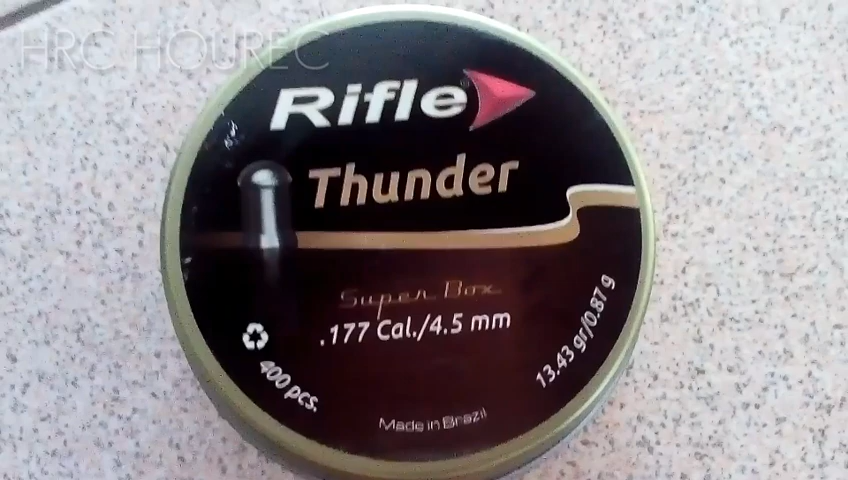 HRC HOUREC
Rifle
Thunder
Super Box
.177 Cal./4.5 mm
400 pcs.
13.43 gr/0.87 g
Made in Brazil